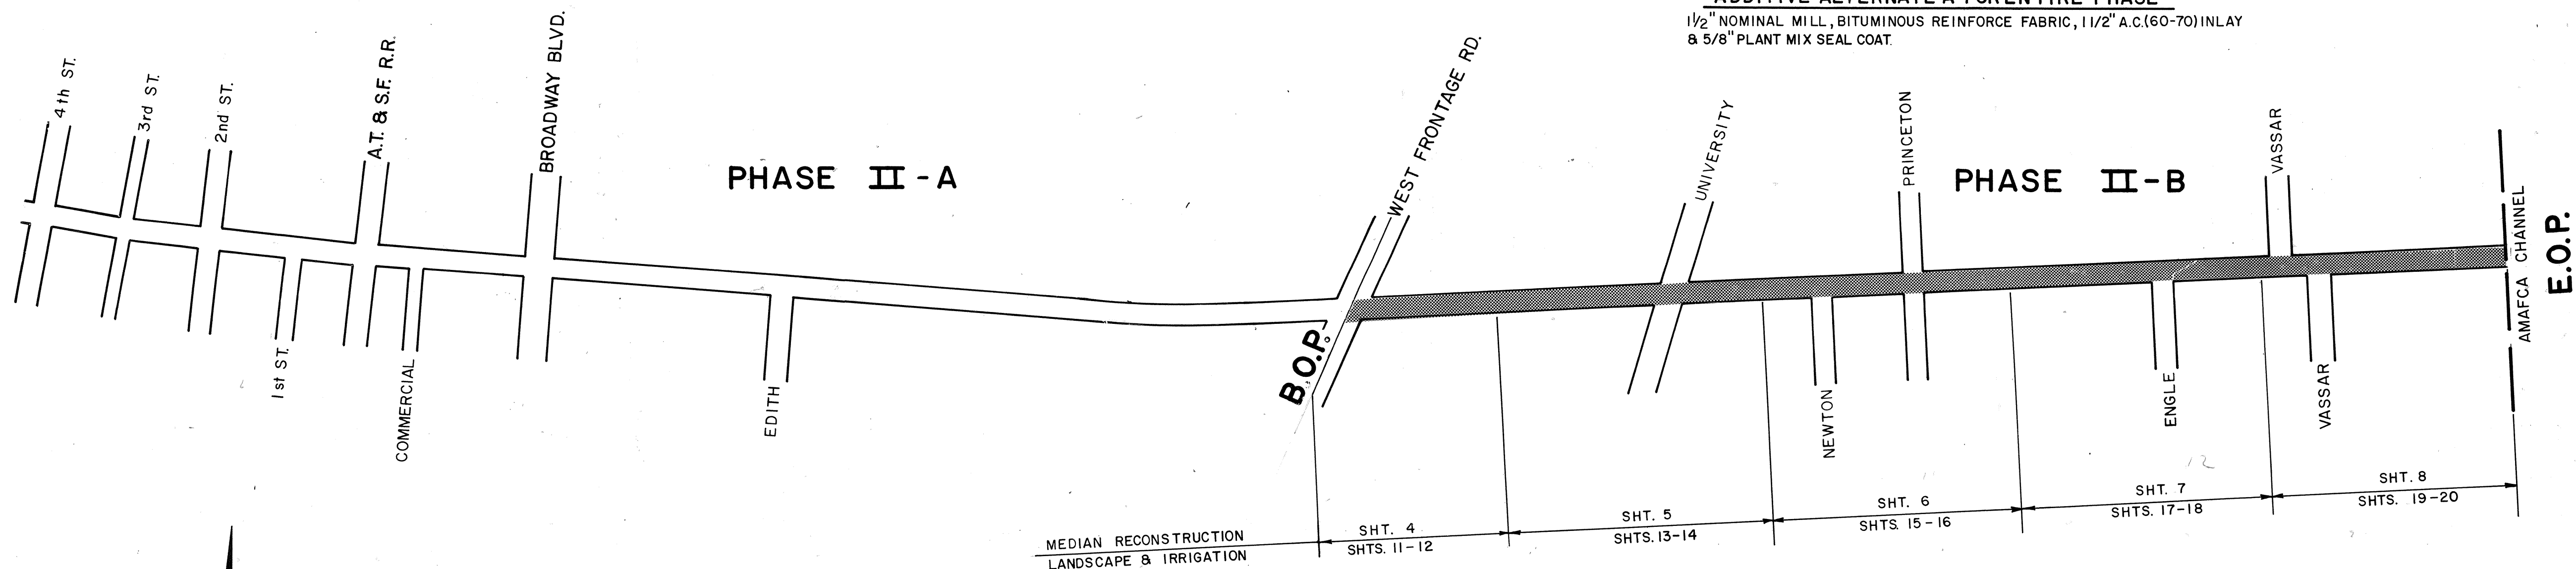 ADDITIVE ALTERNATE A FOR ENTIRE PHASE
1½" NOMINAL MILL, BITUMINOUS REINFORCE FABRIC, 1 1/2" A.C.(60-70) INLAY
& 5/8" PLANT MIX SEAL COAT.
4th ST.
3rd ST.
2nd ST.
A.T. & S.F. R.R.
BROADWAY BLVD.
WEST FRONTAGE RD.
UNIVERSITY
PRINCETON
VASSAR
PHASE II-A
PHASE II-B
AMAFCA CHANNEL
E.O.P.
B.O.P.
1st ST.
COMMERCIAL
EDITH
NEWTON
ENGLE
VASSAR
MEDIAN RECONSTRUCTION
SHT. 4
SHT. 5
SHT. 6
SHT. 7
SHT. 8
LANDSCAPE & IRRIGATION
SHTS. 11-12
SHTS. 13-14
SHTS. 15-16
SHTS. 17-18
SHTS. 19-20